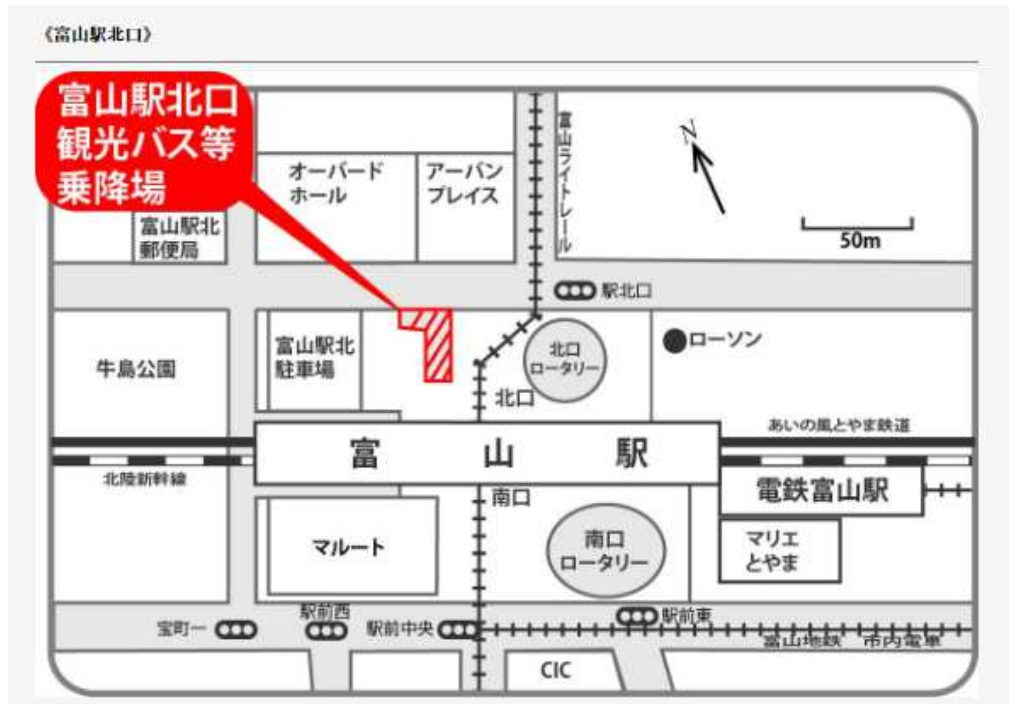 《富山駅北口》
富山駅北口
観光バス等
乗降場
オーバード
ホール
アーバン
プレイス
富山ライトレール
N
50m
富山駅北
郵便局
駅北口
牛島公園
富山駅北
駐車場
北口
ロータリー
ローソン
北口
あいの風とやま鉄道
富山駅
北陸新幹線
電鉄富山駅
南口
マルート
南口
ロータリー
マリエ
とやま
宝町一
駅前西
駅前中央
駅前東
富山地鉄 市内電車
CIC